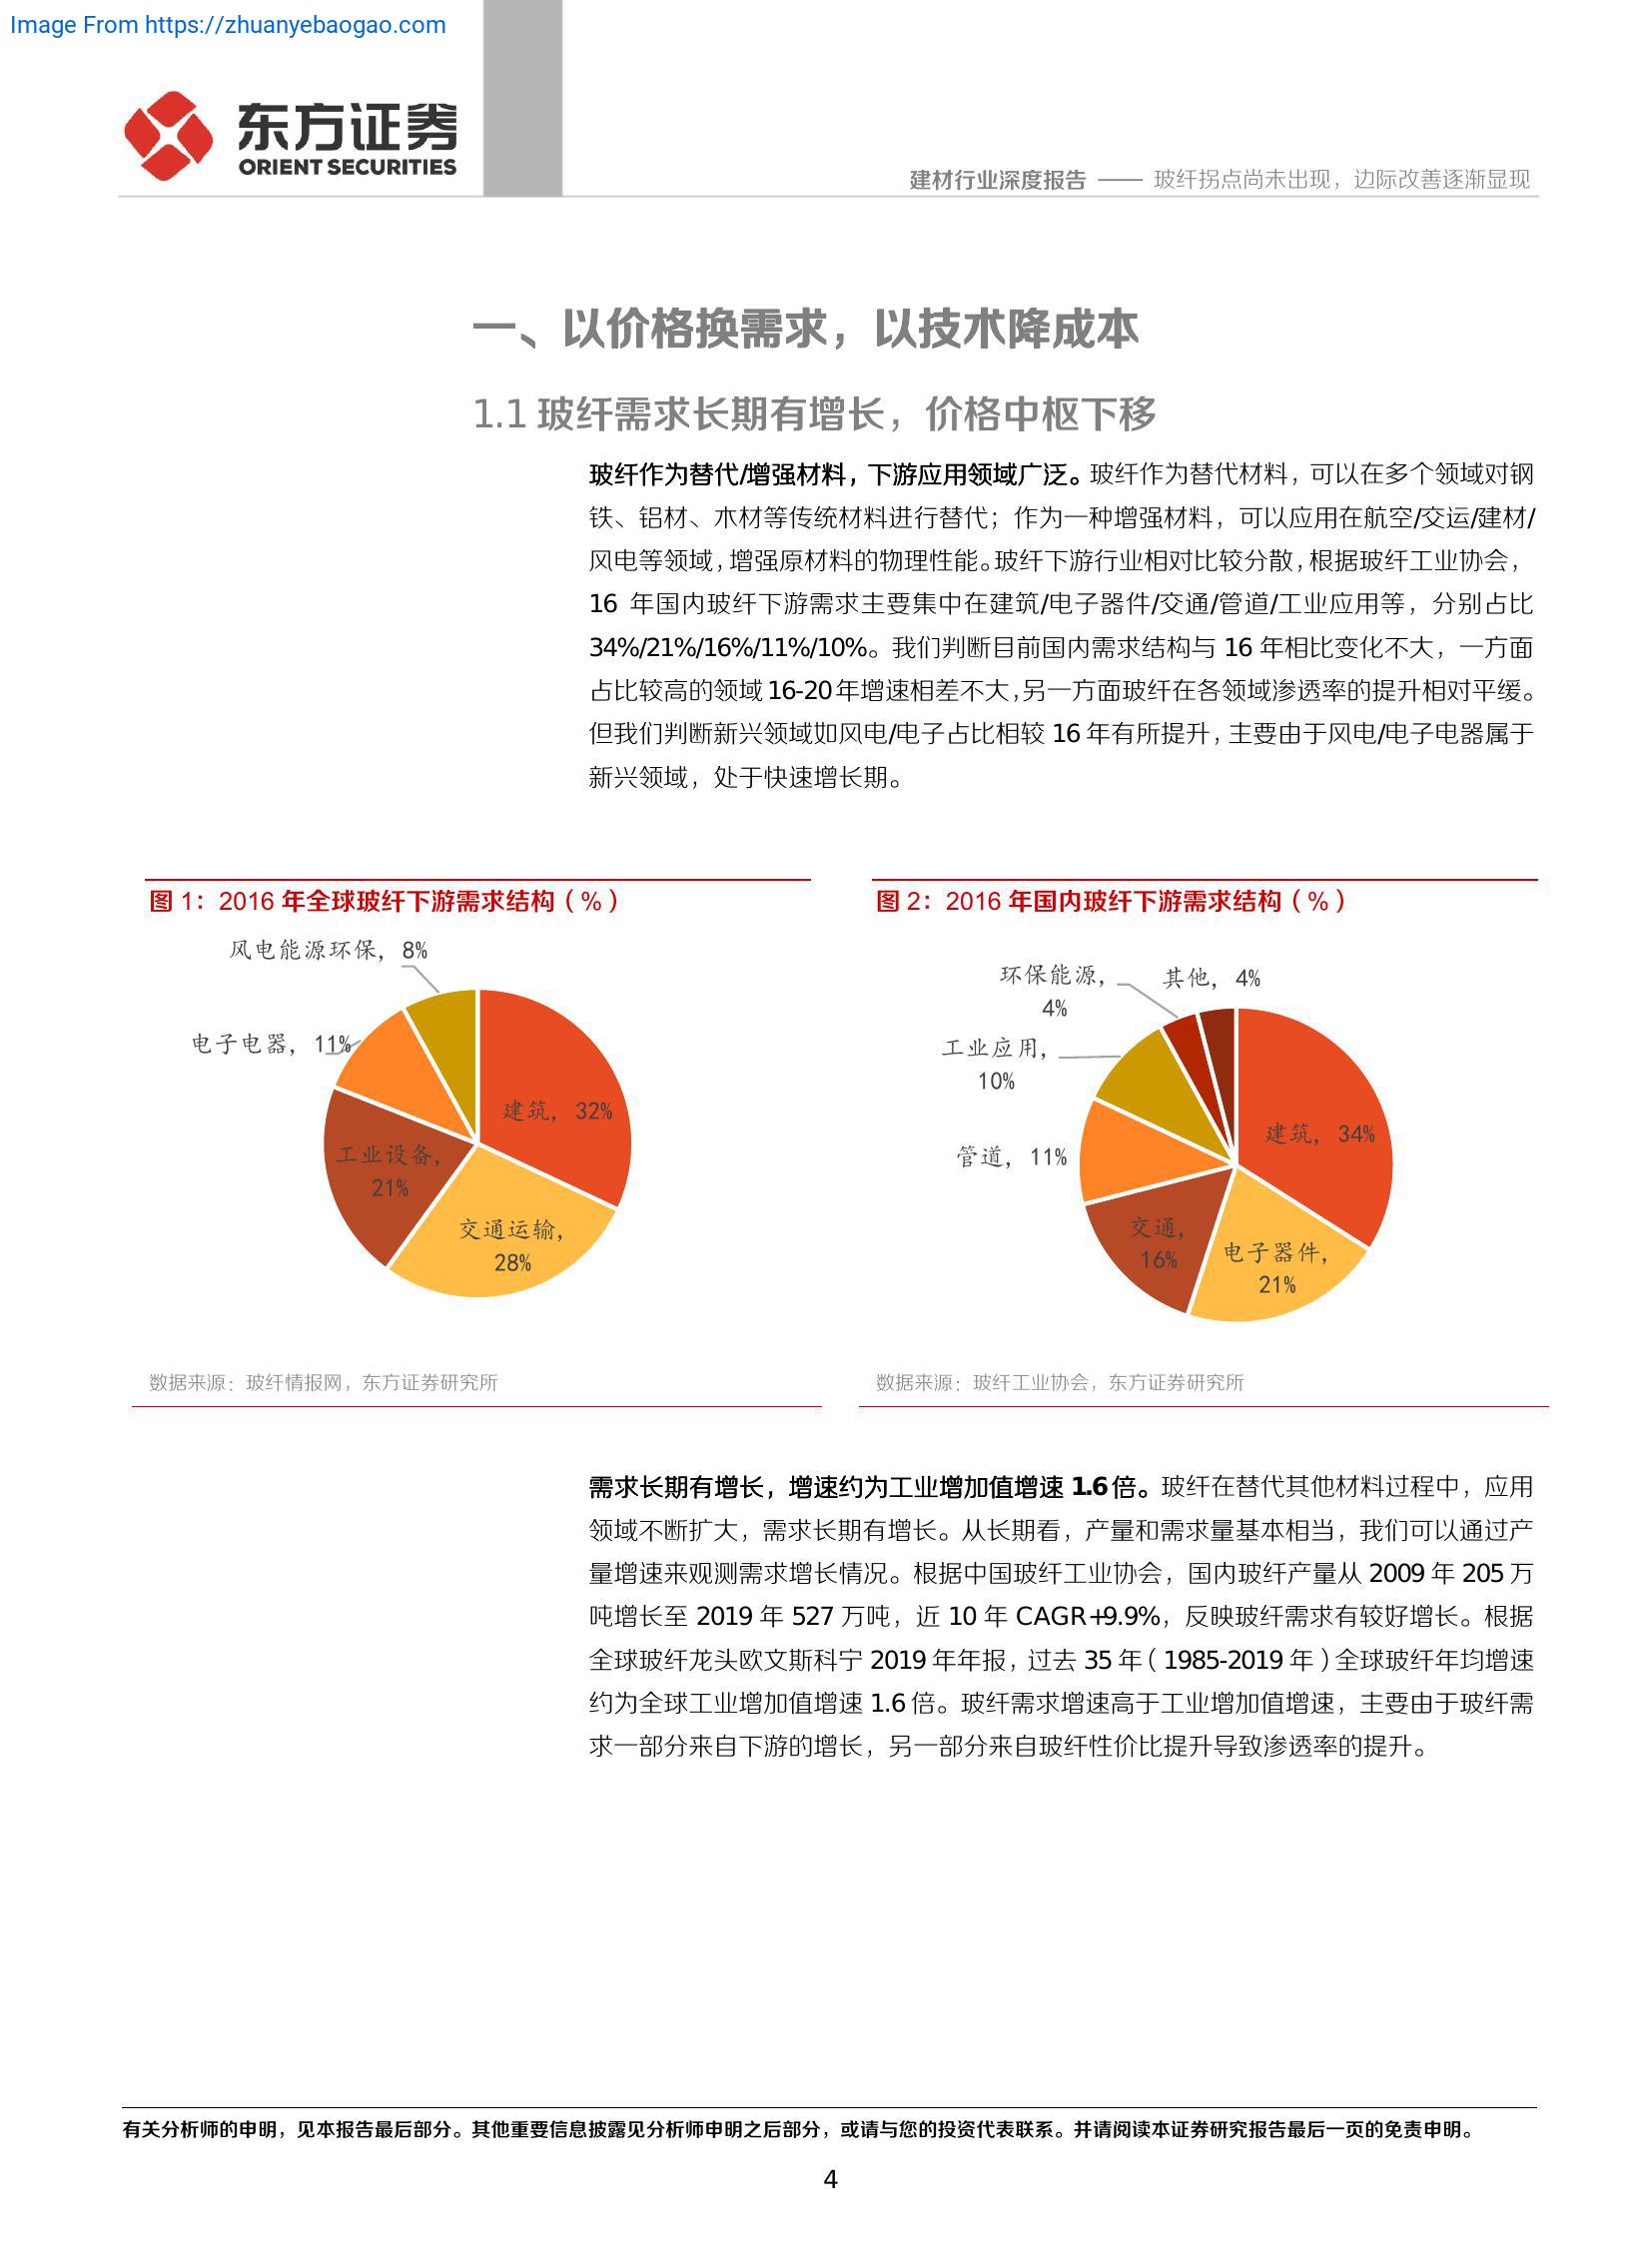 Image From https://zhuanyebaogao.com
东方证券
ORIENT SECURITIES
建材行业深度报告 —— 玻纤拐点尚未出现，边际改善逐渐显现
一、以价格换需求，以技术降成本
1.1 玻纤需求长期有增长，价格中枢下移
玻纤作为替代/增强材料，下游应用领域广泛。玻纤作为替代材料，可以在多个领域对钢
铁、铝材、木材等传统材料进行替代；作为一种增强材料，可以应用在航空/交运/建材/
风电等领域，增强原材料的物理性能。玻纤下游行业相对比较分散，根据玻纤工业协会，
16 年国内玻纤下游需求主要集中在建筑/电子器件/交通/管道/工业应用等，分别占比
34%/21%/16%/11%/10%。我们判断目前国内需求结构与 16 年相比变化不大，一方面
占比较高的领域 16-20 年增速相差不大，另一方面玻纤在各领域渗透率的提升相对平缓。
但我们判断新兴领域如风电/电子占比相较 16 年有所提升，主要由于风电/电子电器属于
新兴领域，处于快速增长期。
图 1：2016 年全球玻纤下游需求结构（%）
风电能源环保，8%
电子电器，11%
建筑，32%
工业设备，
21%
交通运输，
28%
数据来源：玻纤情报网，东方证券研究所
图 2：2016 年国内玻纤下游需求结构（%）
环保能源，
4%
其他，4%
工业应用，
10%
管道，11%
建筑，34%
交通，
16%
电子器件，
21%
数据来源：玻纤工业协会，东方证券研究所
需求长期有增长，增速约为工业增加值增速 1.6 倍。玻纤在替代其他材料过程中，应用
领域不断扩大，需求长期有增长。从长期看，产量和需求量基本相当，我们可以通过产
量增速来观测需求增长情况。根据中国玻纤工业协会，国内玻纤产量从 2009 年 205 万
吨增长至 2019 年 527 万吨，近 10 年 CAGR+9.9%，反映玻纤需求有较好增长。根据
全球玻纤龙头欧文斯科宁 2019 年年报，过去 35 年（1985-2019 年）全球玻纤年均增速
约为全球工业增加值增速 1.6 倍。玻纤需求增速高于工业增加值增速，主要由于玻纤需
求一部分来自下游的增长，另一部分来自玻纤性价比提升导致渗透率的提升。
有关分析师的申明，见本报告最后部分。其他重要信息披露见分析师申明之后部分，或请与您的投资代表联系。并请阅读本证券研究报告最后一页的免责申明。
4